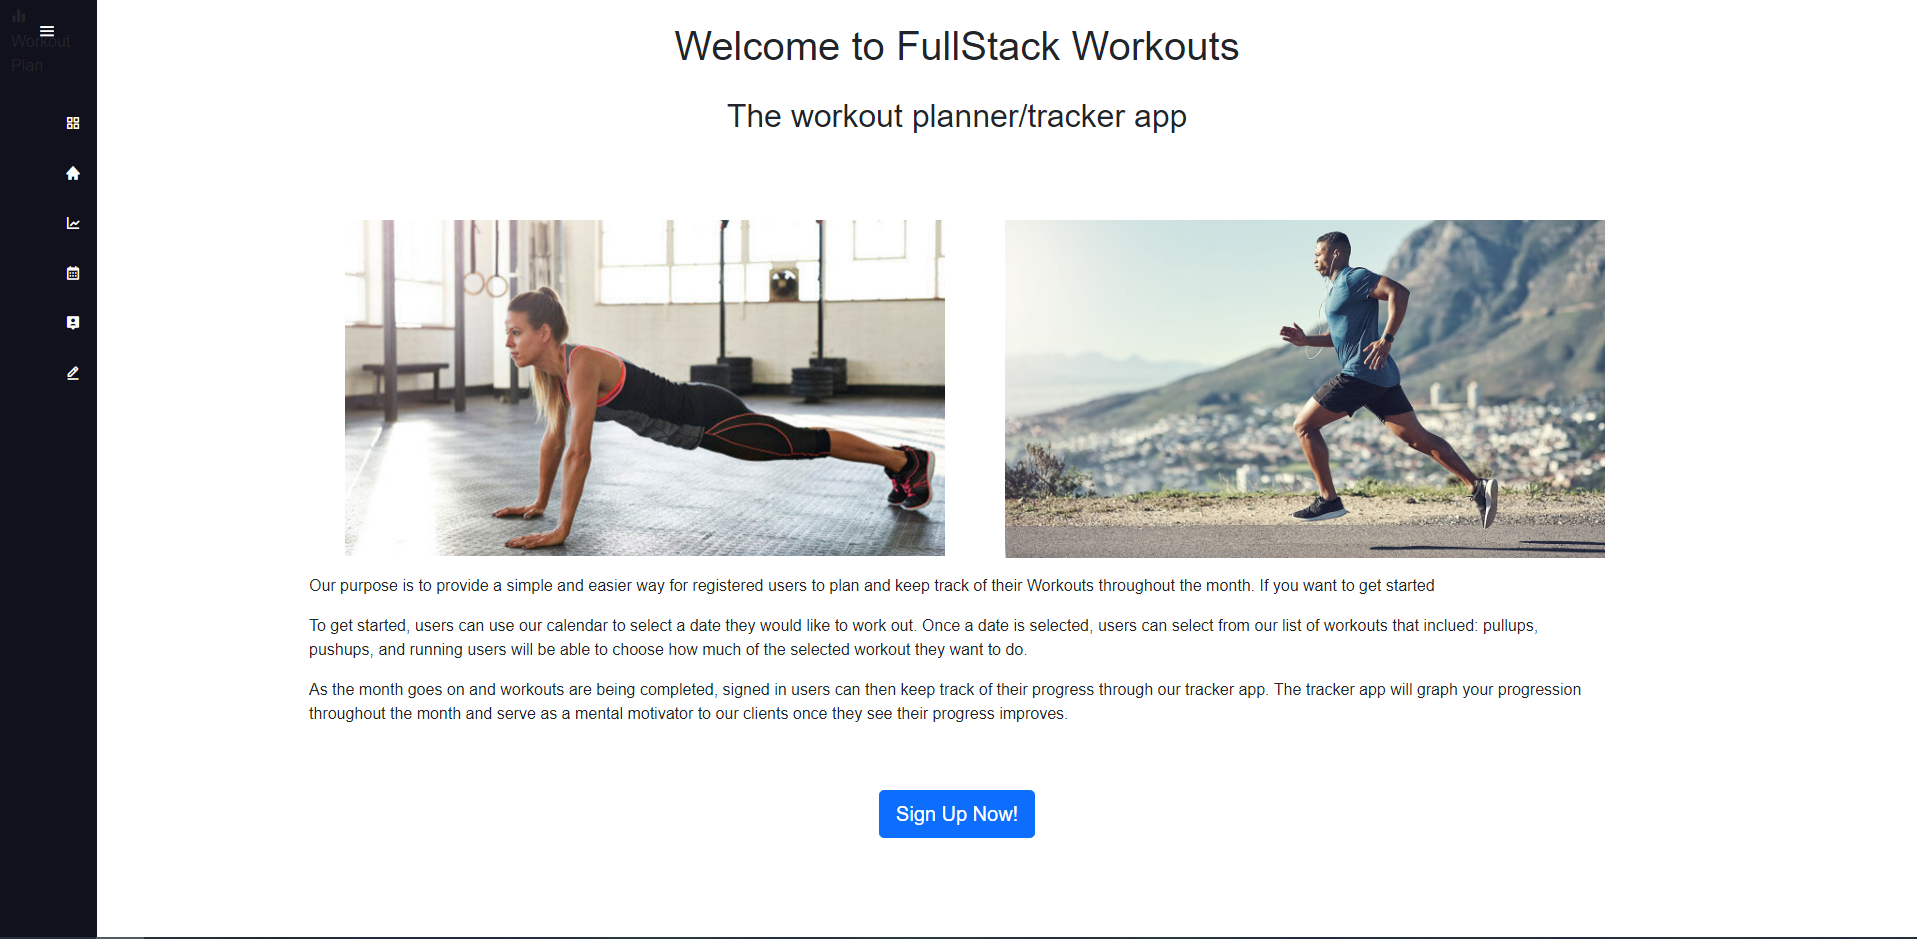 Workout
Plan
Welcome to FullStack Workouts
The workout planner/tracker app
Our purpose is to provide a simple and easier way for registered users to plan and keep track of their Workouts throughout the month. If you want to get started
To get started, users can use our calendar to select a date they would like to work out. Once a date is selected, users can select from our list of workouts that inclued: pullups,
pushups, and running users will be able to choose how much of the selected workout they want to do.
As the month goes on and workouts are being completed, signed in users can then keep track of their progress through our tracker app. The tracker app will graph your progression
throughout the month and serve as a mental motivator to our clients once they see their progress improves.
Sign Up Now!